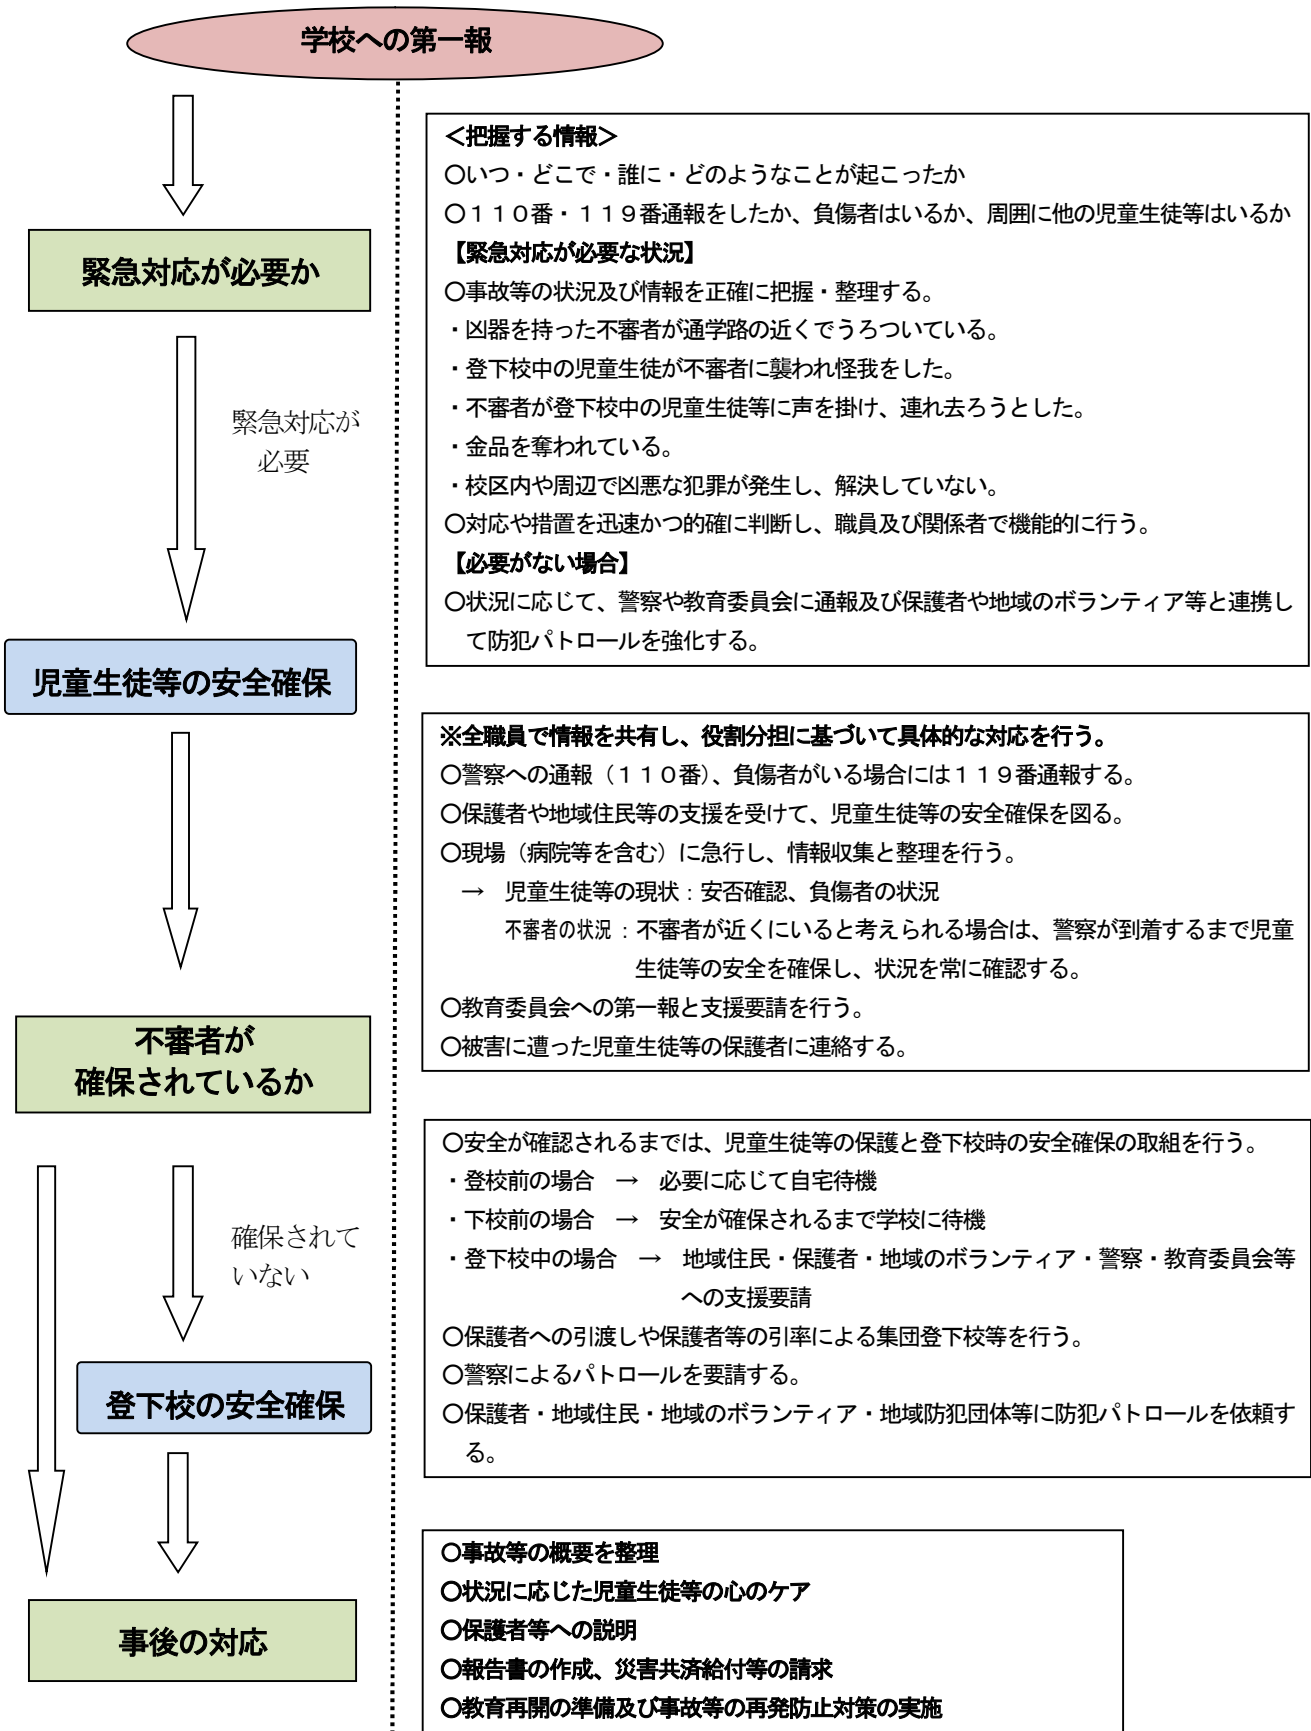 学校への第一報
緊急対応が必要か
緊急対応が
必要
児童生徒等の安全確保
不審者が
確保されているか
確保されて
いない
登下校の安全確保
事後の対応
＜把握する情報＞
〇いつ・どこで・誰に・どのようなことが起こったか
〇１１０番・１１９番通報をしたか、負傷者はいるか、周囲に他の児童生徒等はいるか
【緊急対応が必要な状況】
〇事故等の状況及び情報を正確に把握・整理する。
・凶器を持った不審者が通学路の近くでうろついている。
・登下校中の児童生徒が不審者に襲われ怪我をした。
・不審者が登下校中の児童生徒等に声を掛け、連れ去ろうとした。
・金品を奪われている。
・校区内や周辺で凶悪な犯罪が発生し、解決していない。
〇対応や措置を迅速かつ的確に判断し、職員及び関係者で機能的に行う。
【必要がない場合】
〇状況に応じて、警察や教育委員会に通報及び保護者や地域のボランティア等と連携し
て防犯パトロールを強化する。
※全職員で情報を共有し、役割分担に基づいて具体的な対応を行う。
〇警察への通報（１１０番）、負傷者がいる場合には１１９番通報する。
〇保護者や地域住民等の支援を受けて、児童生徒等の安全確保を図る。
〇現場（病院等を含む）に急行し、情報収集と整理を行う。
→　児童生徒等の現状：安否確認、負傷者の状況
不審者の状況：不審者が近くにいると考えられる場合は、警察が到着するまで児童
生徒等の安全を確保し、状況を常に確認する。
〇教育委員会への第一報と支援要請を行う。
〇被害に遭った児童生徒等の保護者に連絡する。
〇安全が確認されるまでは、児童生徒等の保護と登下校時の安全確保の取組を行う。
・登校前の場合　→　必要に応じて自宅待機
・下校前の場合　→　安全が確保されるまで学校に待機
・登下校中の場合　→　地域住民・保護者・地域のボランティア・警察・教育委員会等
への支援要請
〇保護者への引渡しや保護者等の引率による集団登下校等を行う。
〇警察によるパトロールを要請する。
〇保護者・地域住民・地域のボランティア・地域防犯団体等に防犯パトロールを依頼す
る。
〇事故等の概要を整理
〇状況に応じた児童生徒等の心のケア
〇保護者等への説明
〇報告書の作成、災害共済給付等の請求
〇教育再開の準備及び事故等の再発防止対策の実施